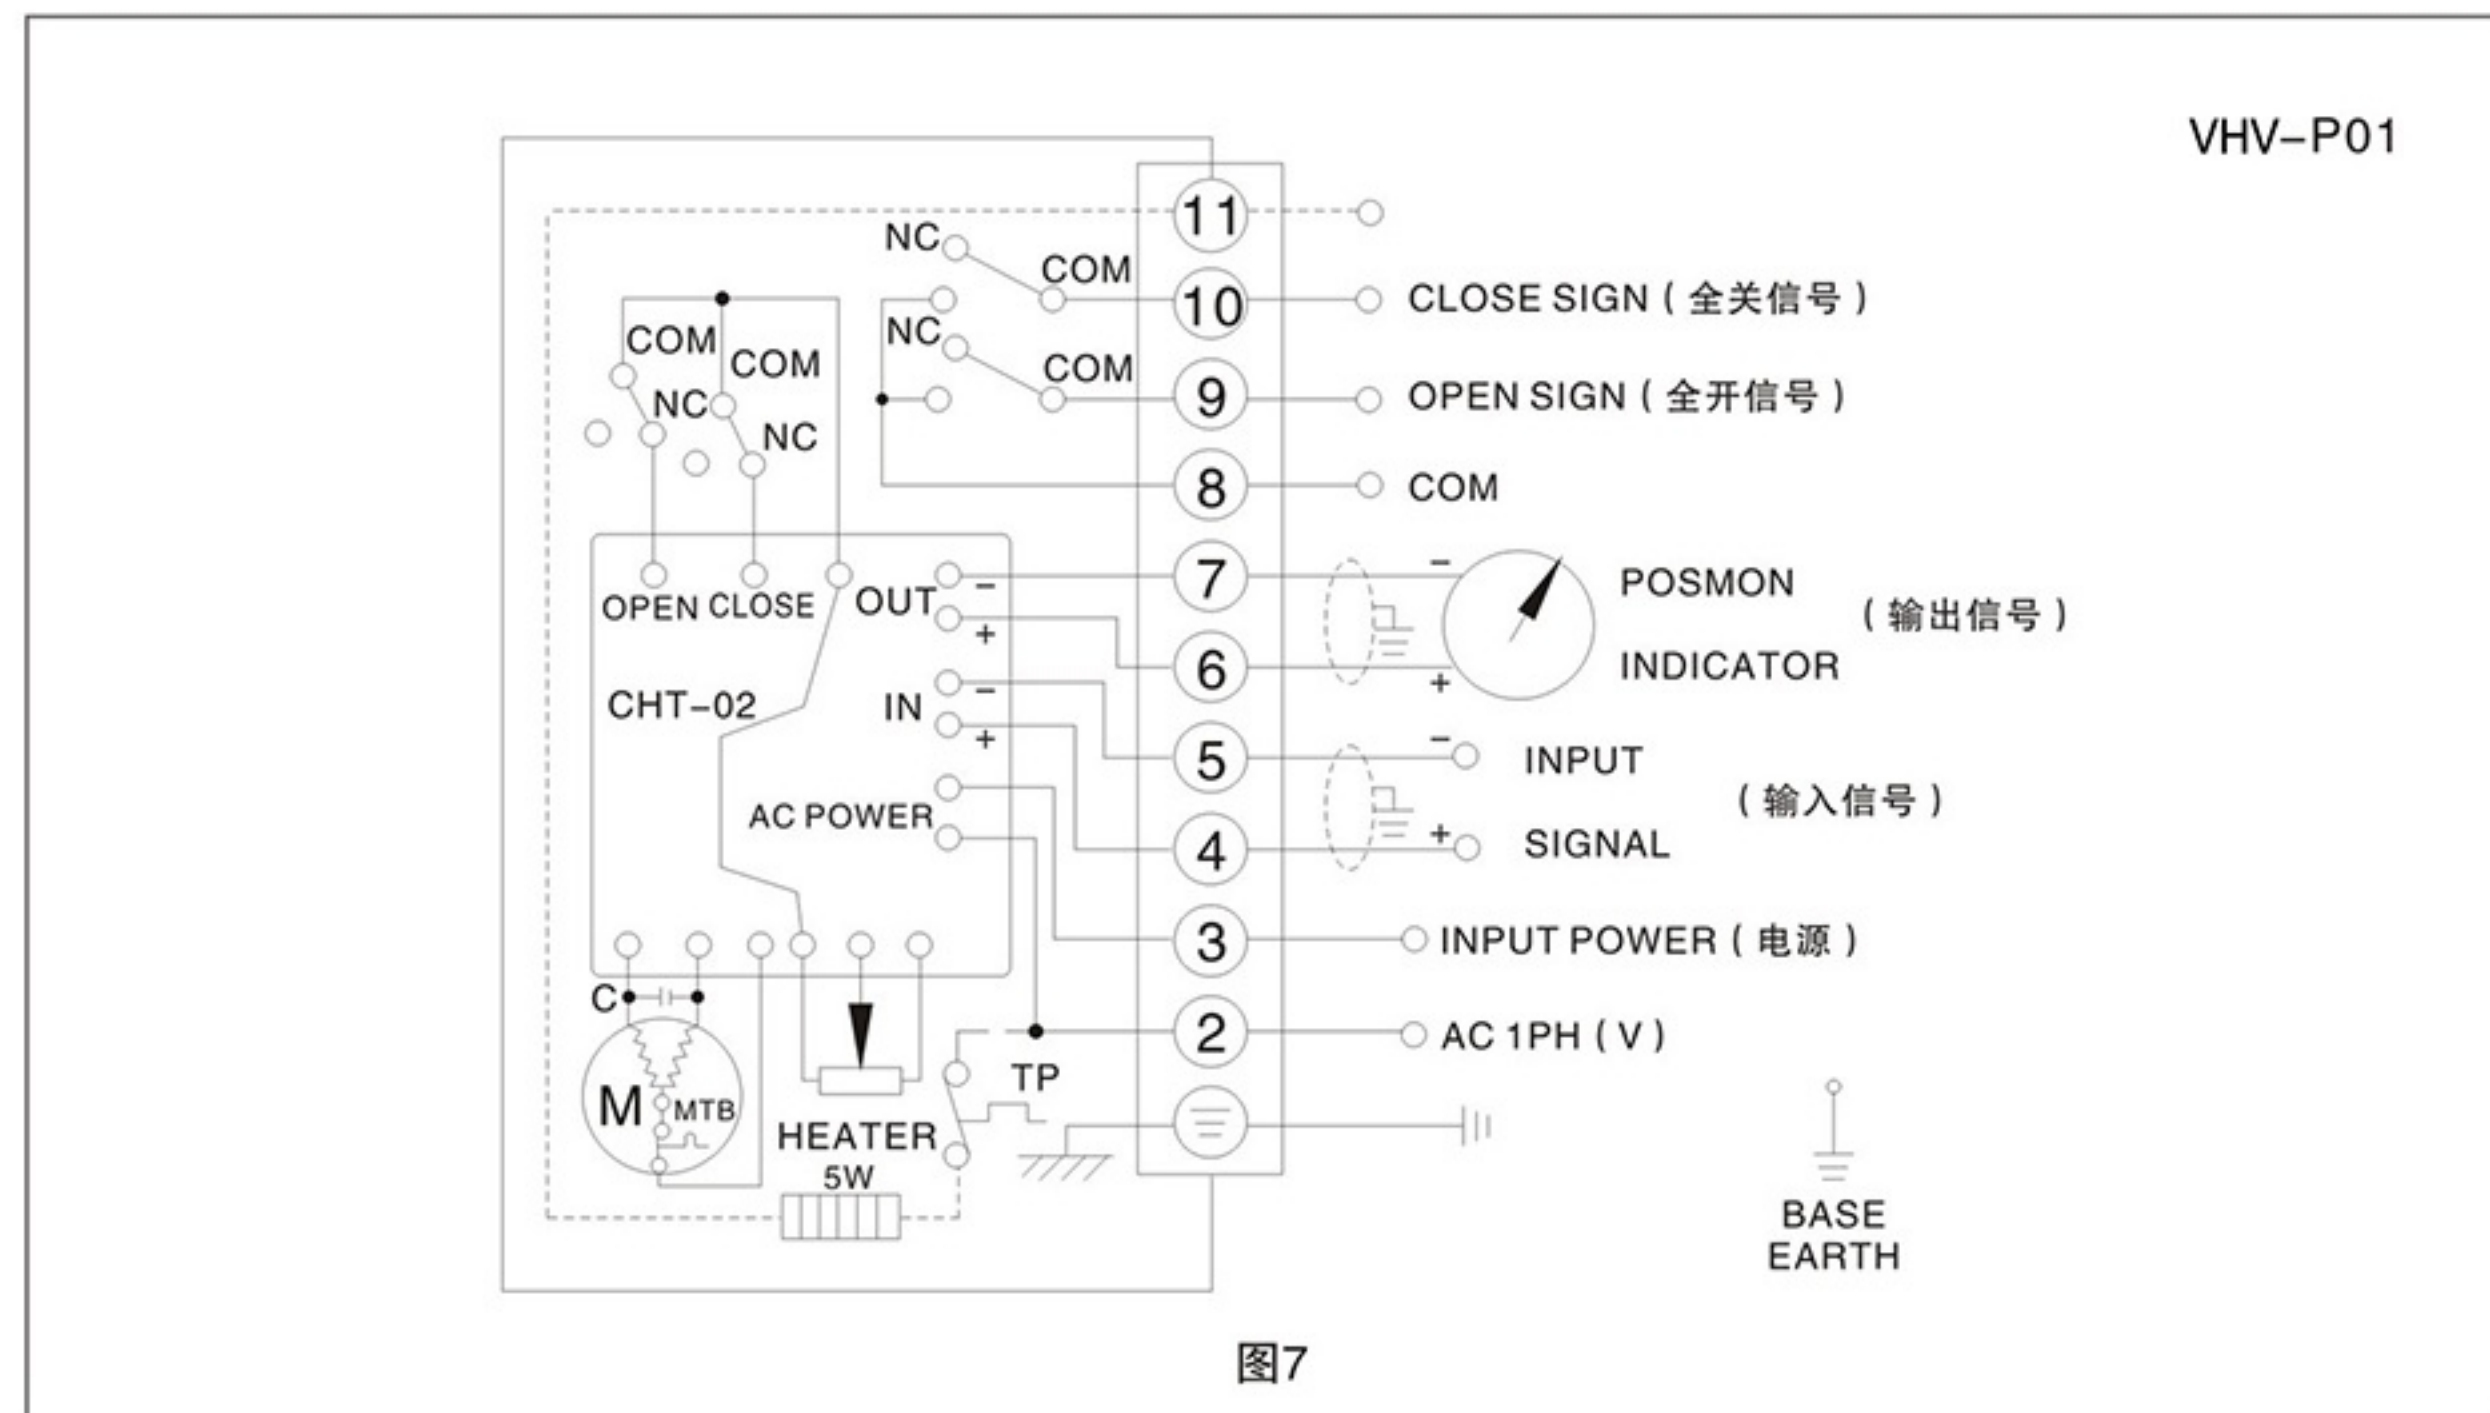 VHV-P01
11
NC
COM
10
CLOSE SIGN ( 全关信号 )
COM
COM
NC
COM
NC
NC
9
OPEN SIGN ( 全开信号 )
8
COM
OPEN
CLOSE
OUT
-
+
7
-
POSMON
( 输出信号 )
6
+
INDICATOR
CHT-02
IN
-
+
5
-
INPUT
( 输入信号 )
AC POWER
4
+
SIGNAL
3
INPUT POWER ( 电源 )
C
2
AC 1PH ( V )
TP
M
MTB
HEATER
5W
BASE
EARTH
图7